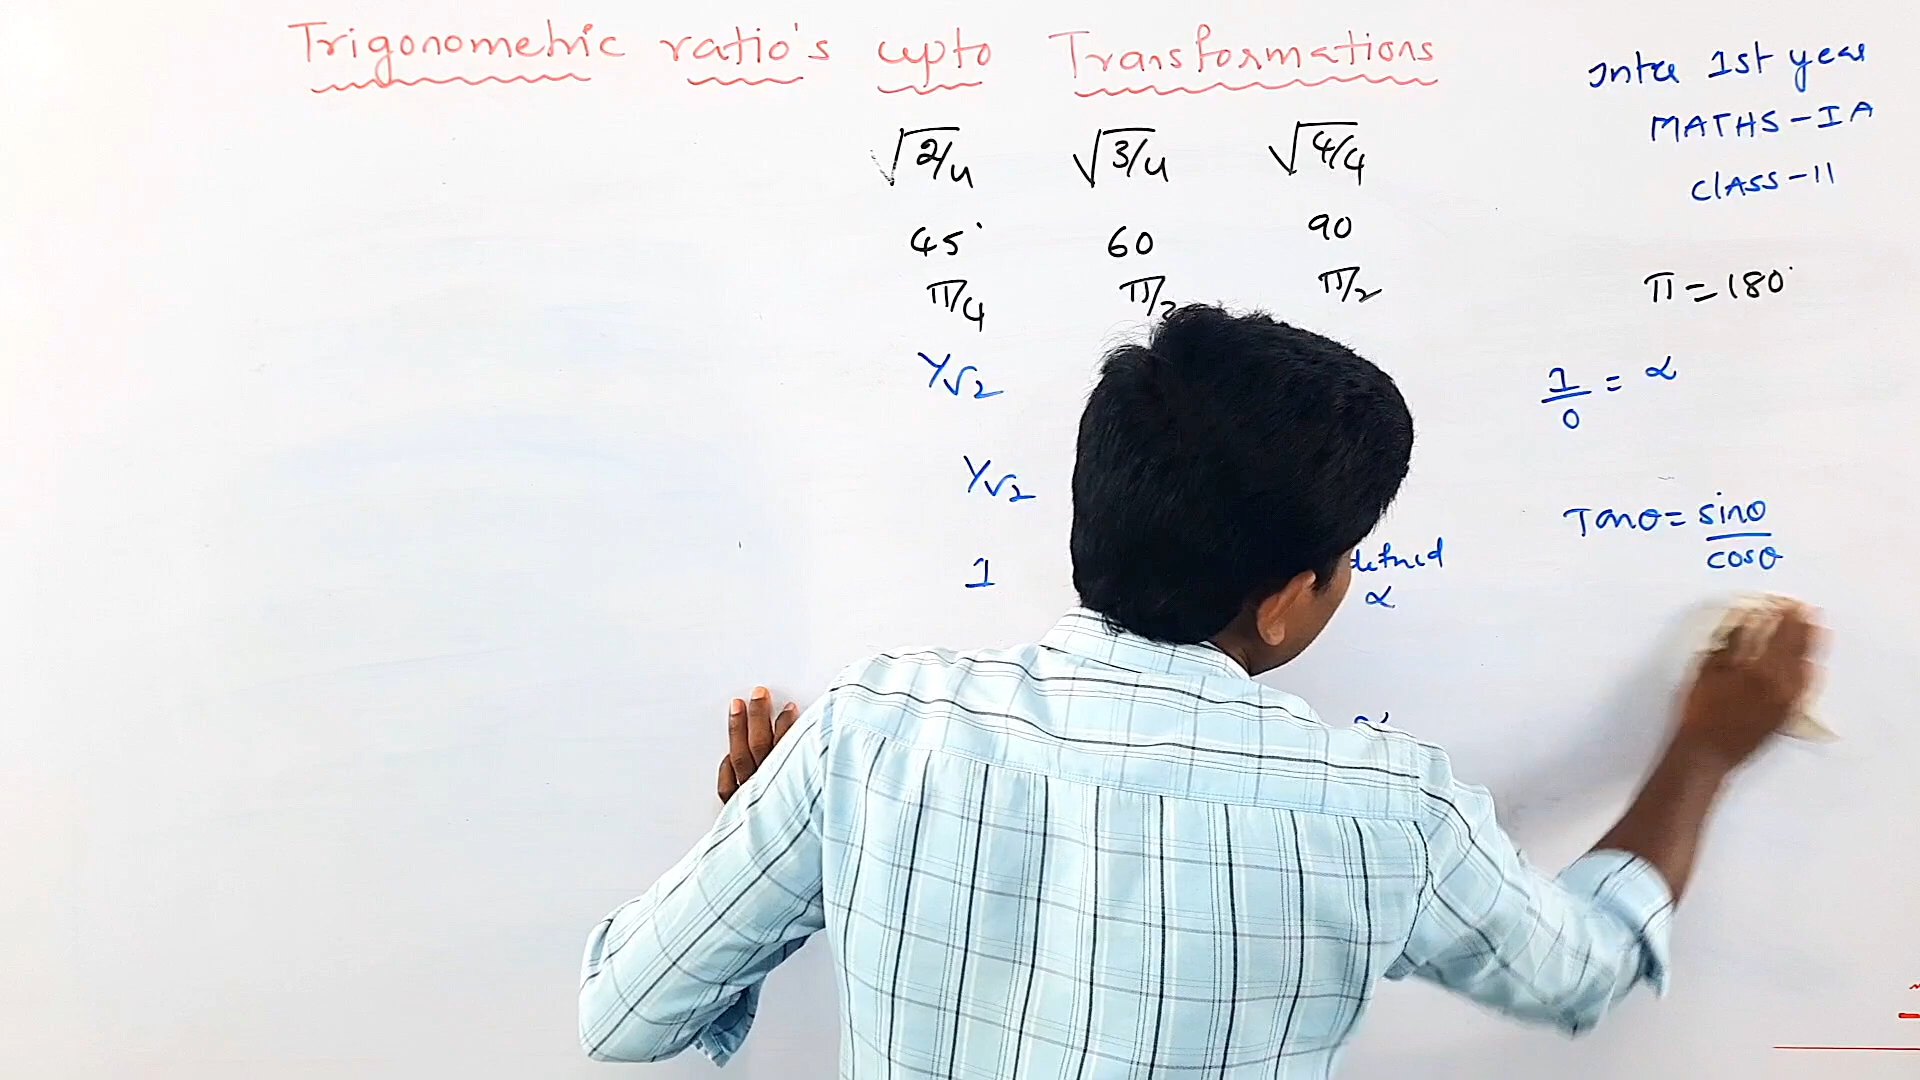 Trigonometric ratio's upto Transformations
Inter 1st year
MATHS-IA
CLASS-11
√2/4 √3/4 √4/4
45° 60 90
π/4 π/ π/2
π=180°
1/√2
1/0 = α
1/√2
Tanθ = sinθ/cosθ
1 defined
α